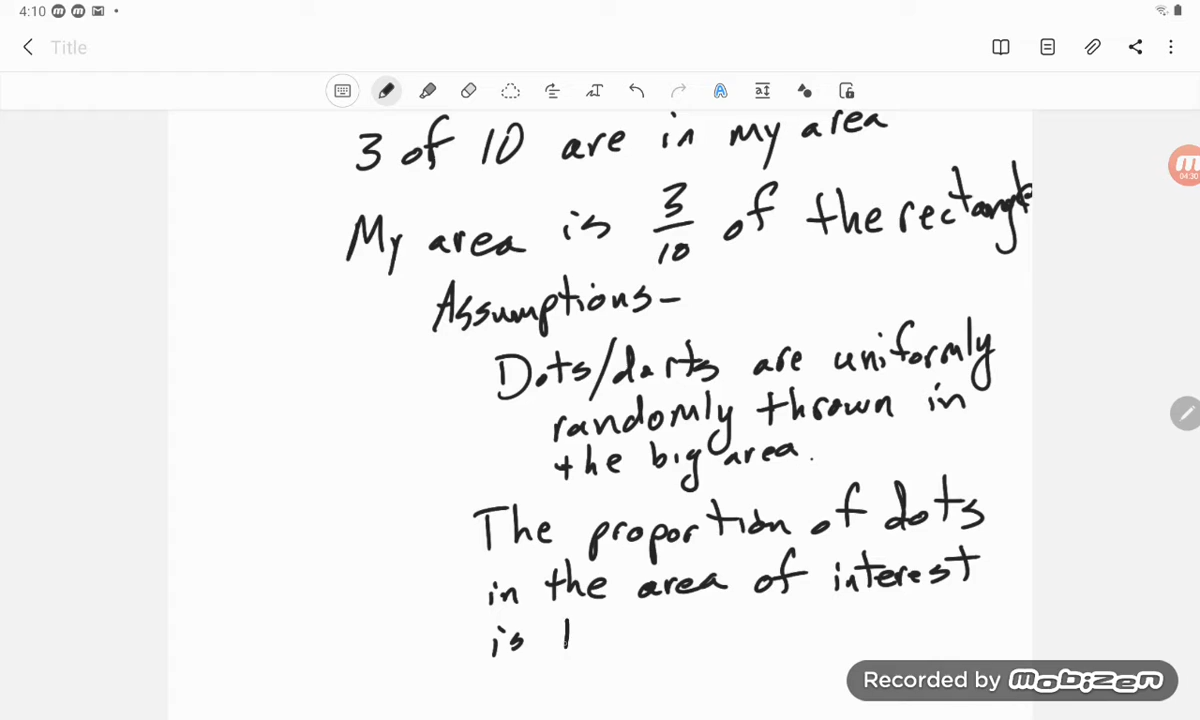 4:10
Title
3 of 10 are in my area
My area is 3/10 of the rectangle
Assumptions-
Dots/darts are uniformly
randomly thrown in
the big area.
The proportion of dots
in the area of interest
is
04:30
Recorded by Mobizen